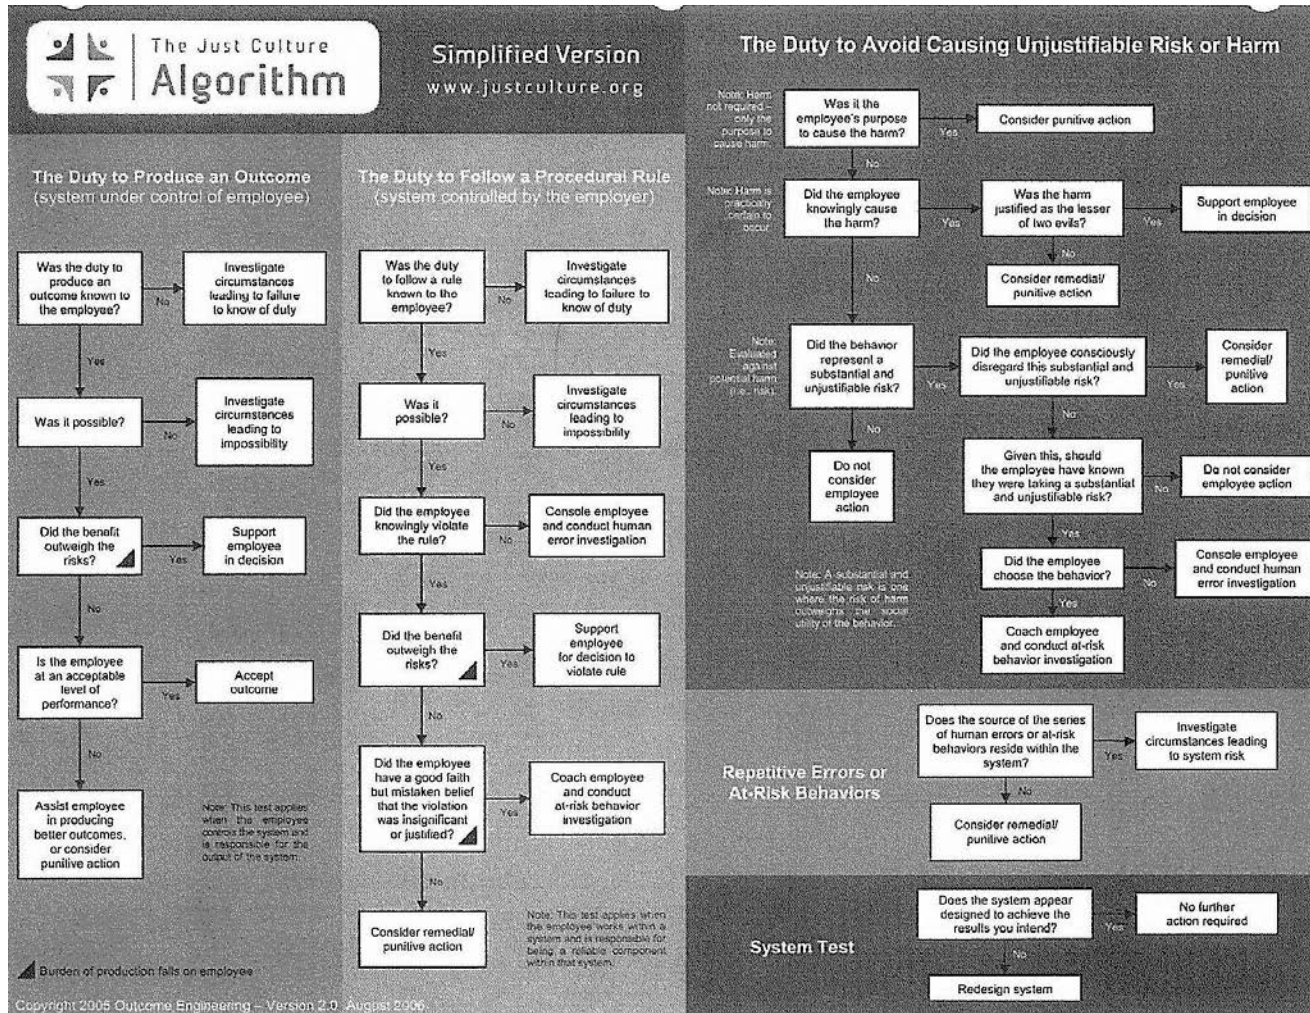 The Just Culture
Algorithm
Simplified Version
www.justculture.org
The Duty to Produce an Outcome
(system under control of employee)
Was the duty to
produce an
outcome known to
the employee?
No
Investigate
circumstances
leading to failure
to know of duty
Yes
Was it possible?
No
Investigate
circumstances
leading to
impossibility
Yes
Did the benefit
outweigh the
risks?
Yes
Support
employee
in decision
No
Is the employee
at an acceptable
level of
performance?
Yes
Accept
outcome
No
Assist employee
in producing
better outcomes,
or consider
punitive action
Note: This test applies
when the employee
controls the system and
is responsible for the
output of the system.
Burden of production falls on employee
Copyright 2005 Outcome Engineering – Version 2.0 August 2006
The Duty to Follow a Procedural Rule
(system controlled by the employer)
Was the duty
to follow a rule
known to the
employee?
No
Investigate
circumstances
leading to failure
to know of duty
Yes
Was it
possible?
No
Investigate
circumstances
leading to
impossibility
Yes
Did the employee
knowingly violate
the rule?
No
Console employee
and conduct human
error investigation
Yes
Did the benefit
outweigh the
risks?
Yes
Support
employee
for decision to
violate rule
No
Did the employee
have a good faith
but mistaken belief
that the violation
was insignificant
or justified?
Yes
Coach employee
and conduct
at-risk behavior
investigation
No
Consider remedial/
punitive action
Note: This test applies when
the employee works within a
system and is responsible for
being a reliable component
within that system.
The Duty to Avoid Causing Unjustifiable Risk or Harm
Note: Harm
not required –
only the
purpose to
cause harm.
Was it the
employee's purpose
to cause the harm?
Yes
Consider punitive action
No
Note: Harm is
practically
certain to
occur.
Did the employee
knowingly cause
the harm?
Yes
Was the harm
justified as the lesser
of two evils?
Yes
Support employee
in decision
No
Consider remedial/
punitive action
No
Note:
Evaluated
against
potential harm
(i.e., risk).
Did the behavior
represent a
substantial and
unjustifiable risk?
Yes
Did the employee consciously
disregard this substantial and
unjustifiable risk?
Yes
Consider
remedial/
punitive
action
No
Do not
consider
employee
action
No
Given this, should
the employee have known
they were taking a substantial
and unjustifiable risk?
No
Do not consider
employee action
Yes
Did the employee
choose the behavior?
No
Console employee
and conduct human
error investigation
Yes
Coach employee
and conduct at-risk
behavior investigation
Note: A substantial and
unjustifiable risk is one
where the risk of harm
outweighs the social
utility of the behavior.
Repetitive Errors or
At-Risk Behaviors
Does the source of the series
of human errors or at-risk
behaviors reside within the
system?
Yes
Investigate
circumstances leading
to system risk
No
Consider remedial/
punitive action
System Test
Does the system appear
designed to achieve the
results you intend?
Yes
No further
action required
No
Redesign system